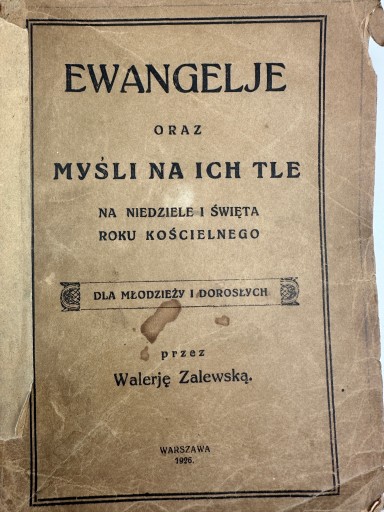 EWANGELJE
ORAZ
MYŚLI NA ICH TLE
NA NIEDZIELE I ŚWIĘTA
ROKU KOŚCIELNEGO
DLA MŁODZIEŻY I DOROSŁYCH
przez
Walerję Zalewską.
WARSZAWA
1926.